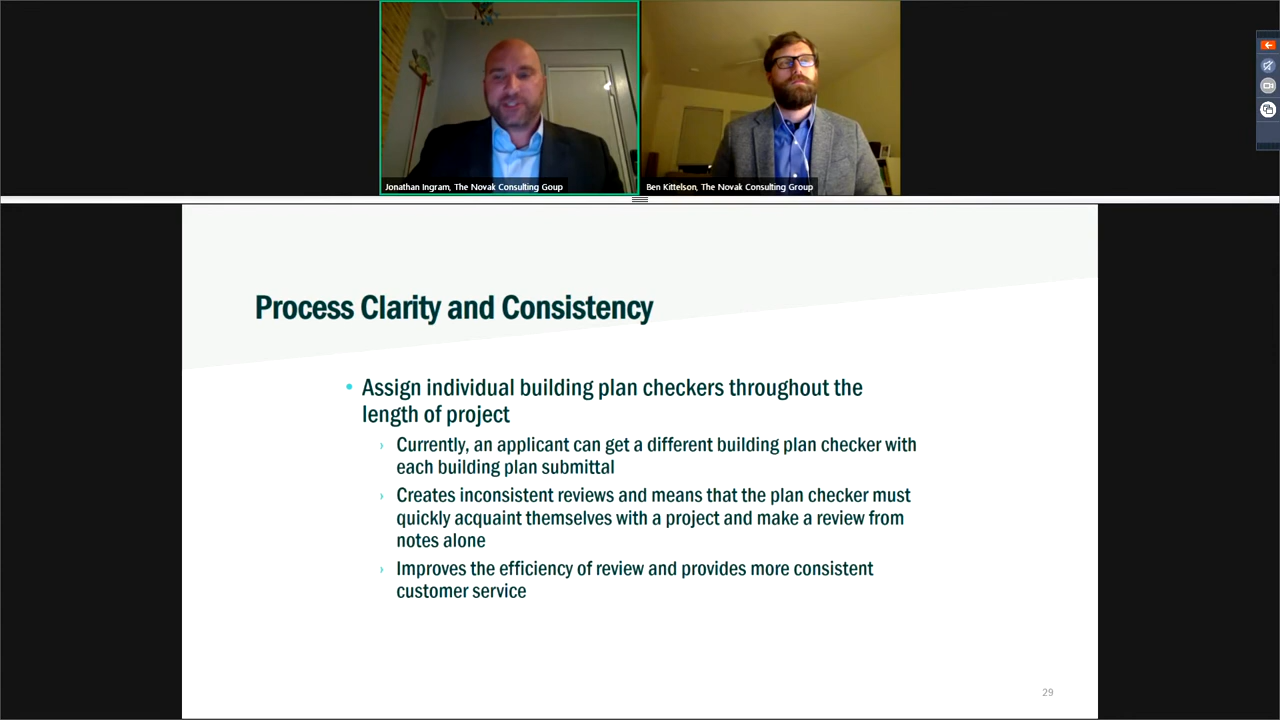 Jonathan Ingram, The Novak Consulting Goup
Ben Kittelson, The Novak Consulting Group
Process Clarity and Consistency
• Assign individual building plan checkers throughout the
length of project
› Currently, an applicant can get a different building plan checker with
each building plan submittal
› Creates inconsistent reviews and means that the plan checker must
quickly acquaint themselves with a project and make a review from
notes alone
› Improves the efficiency of review and provides more consistent
customer service
29